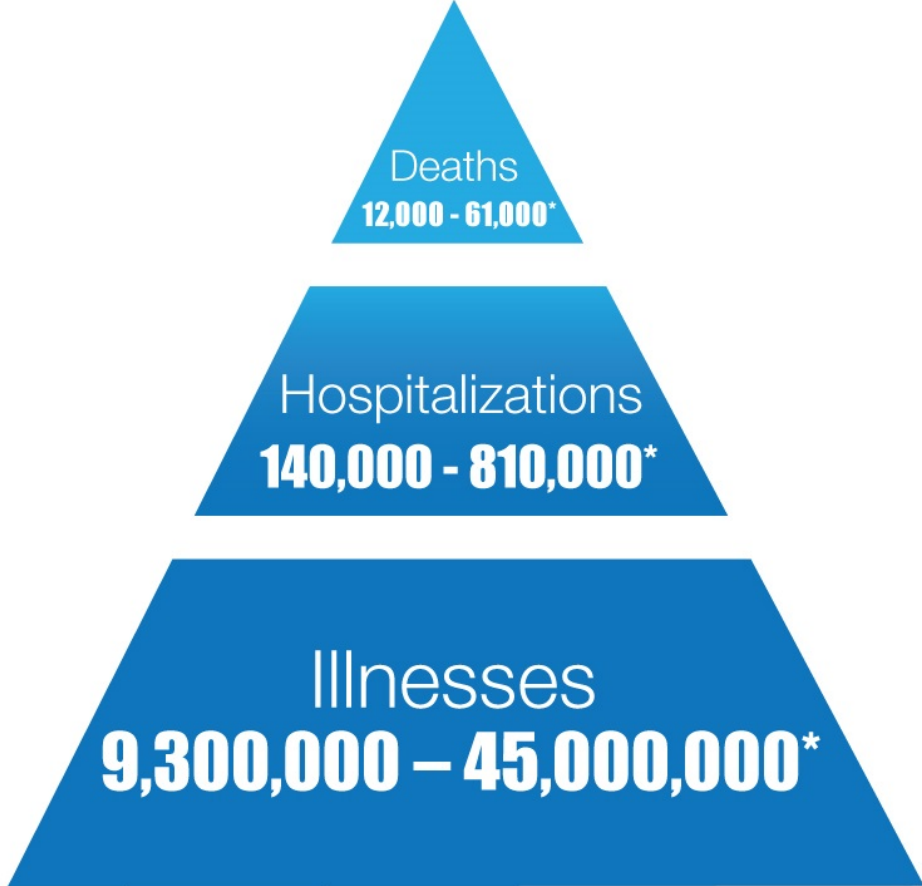 Deaths
12,000 - 61,000*
Hospitalizations
140,000 - 810,000*
Illnesses
9,300,000 – 45,000,000*